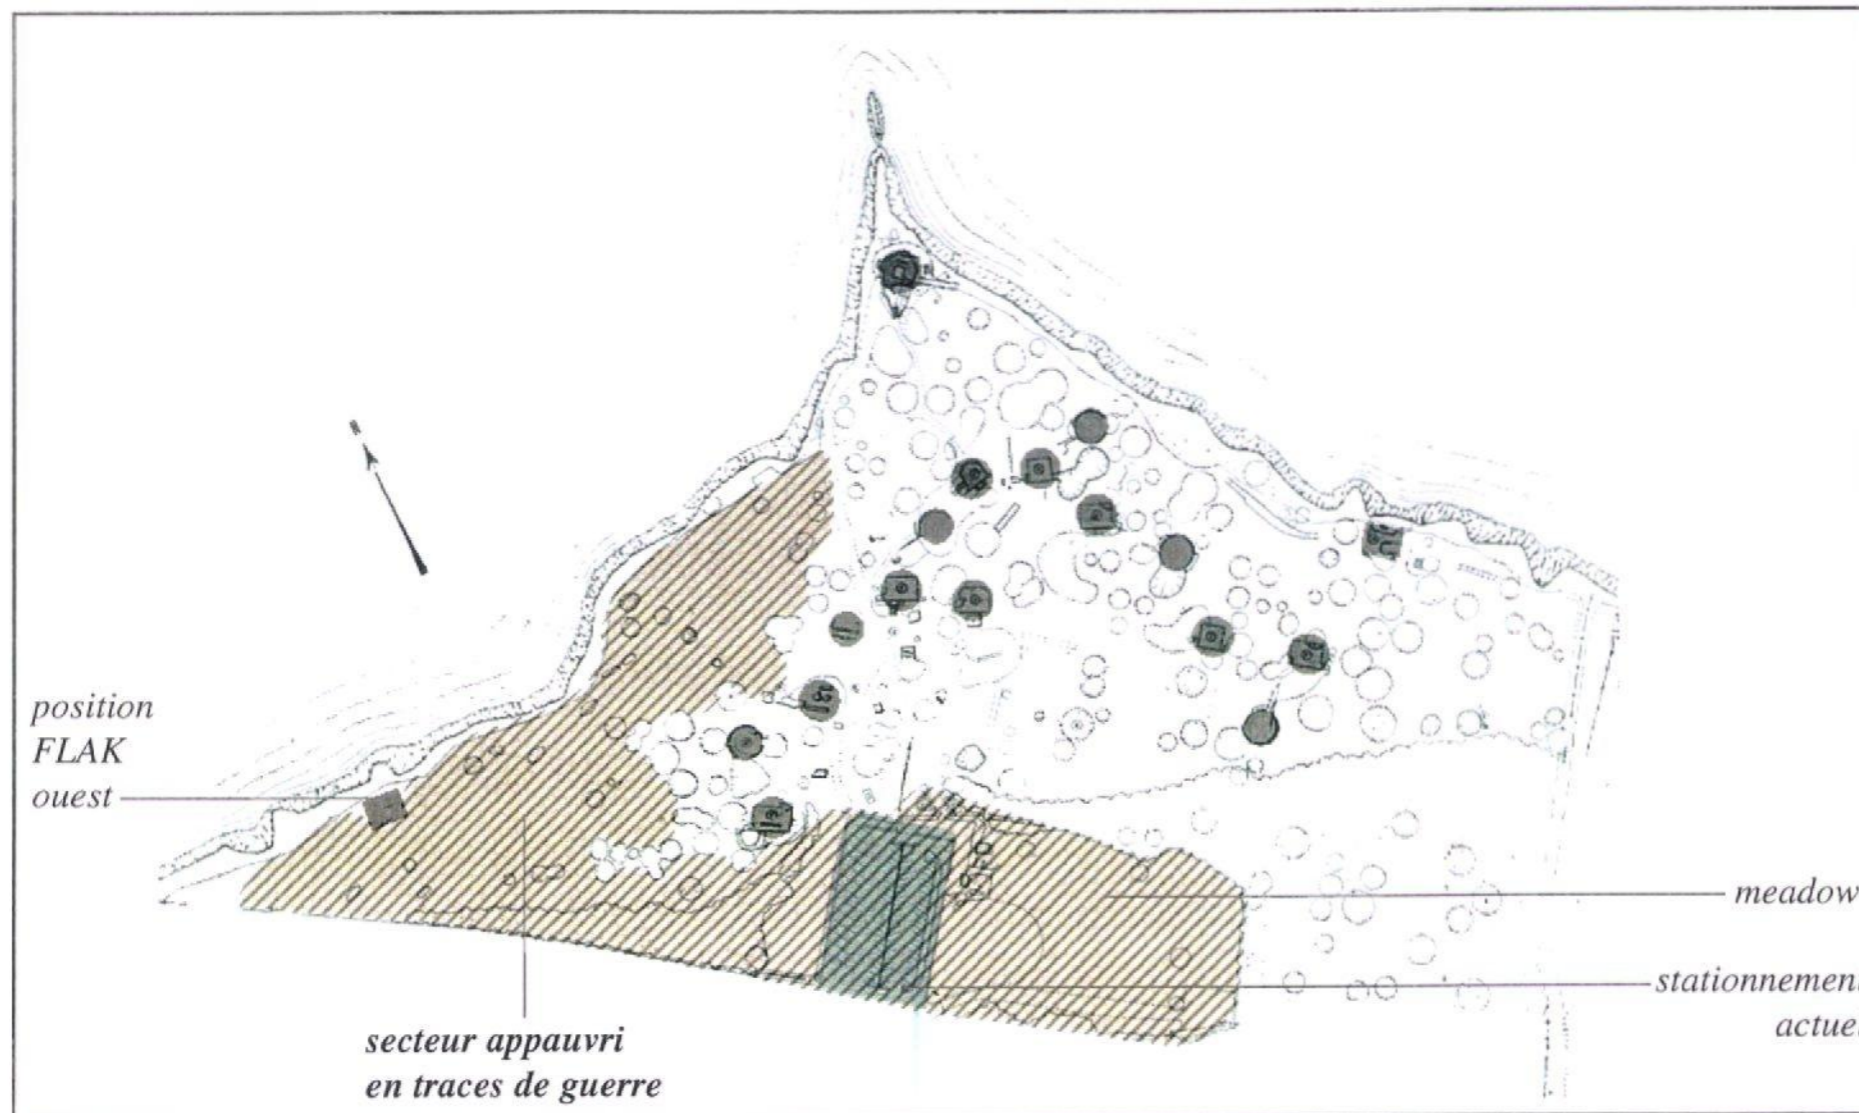 position
FLAK
ouest
meadow
stationnement
actuel
secteur appauvri
en traces de guerre